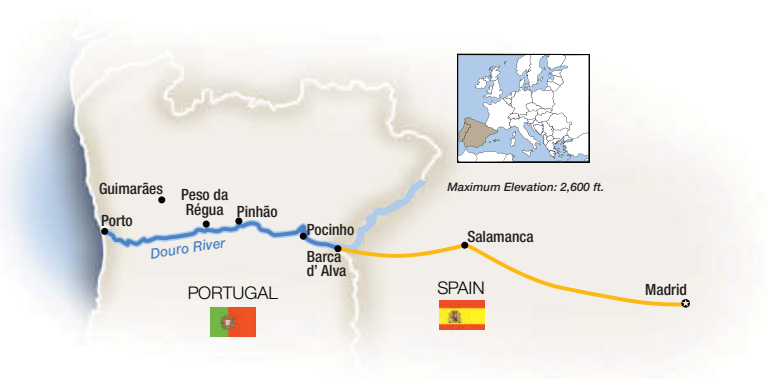 Maximum Elevation: 2,600 ft.
Guimarães
Peso da
Régua
Pinhão
Porto
Pocinho
Douro River
Barca
d’ Alva
Salamanca
PORTUGAL
SPAIN
Madrid